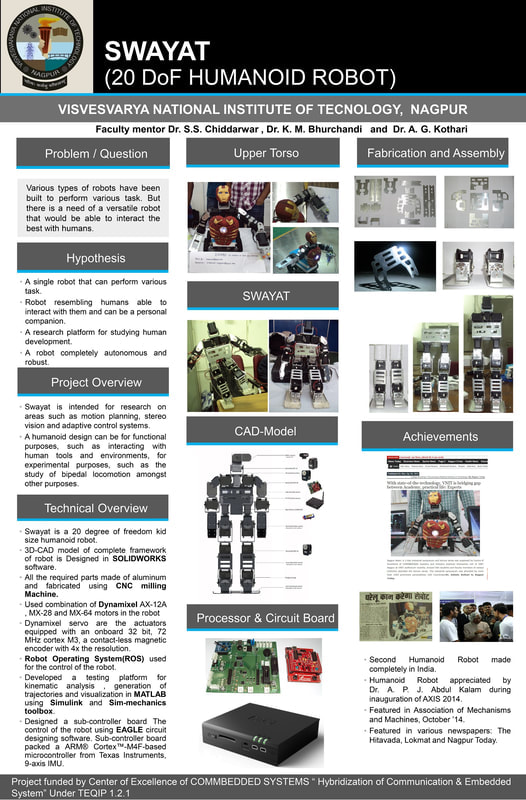 SWAYAT
(20 DoF HUMANOID ROBOT)
VISVESVARYA NATIONAL INSTITUTE OF TECNOLOGY, NAGPUR
Faculty mentor Dr. S.S. Chiddarwar , Dr. K. M. Bhurchandi and Dr. A. G. Kothari
Problem / Question
Various types of robots have been
built to perform various task. But
there is a need of a versatile robot
that would be able to interact the
best with humans.
Hypothesis
• A single robot that can perform various
task.
• Robot resembling humans able to
interact with them and can be a personal
companion.
• A research platform for studying human
development.
• A robot completely autonomous and
robust.
Project Overview
• Swayat is intended for research on
areas such as motion planning, stereo
vision and adaptive control systems.
• A humanoid design can be for functional
purposes, such as interacting with
human tools and environments, for
experimental purposes, such as the
study of bipedal locomotion amongst
other purposes.
Technical Overview
• Swayat is a 20 degree of freedom kid
size humanoid robot.
• 3D-CAD model of complete framework
of robot is Designed in SOLIDWORKS
software.
• All the required parts made of aluminum
and fabricated using CNC milling
Machine.
• Used combination of Dynamixel AX-12A
, MX-28 and MX-64 motors in the robot
• Dynamixel servo are the actuators
equipped with an onboard 32 bit, 72
MHz cortex M3, a contact-less magnetic
encoder with 4x the resolution.
• Robot Operating System(ROS) used
for the control of the robot.
• Developed a testing platform for
kinematic analysis , generation of
trajectories and visualization in MATLAB
using Simulink and Sim-mechanics
toolbox.
• Designed a sub-controller board The
control of the robot using EAGLE circuit
designing software. Sub-controller board
packed a ARM® Cortex™-M4F-based
microcontroller from Texas Instruments,
9-axis IMU.
Upper Torso
SWAYAT
CAD-Model
Processor & Circuit Board
Fabrication and Assembly
Achievements
With state-of-the-technology, VNIT is bridging gap
between Academy, practical life: Experts
घरेलू काम करेगा रोबोट
• Second Humanoid Robot made
completely in India.
• Humanoid Robot appreciated by
Dr. A. P. J. Abdul Kalam during
inauguration of AXIS 2014.
• Featured in Association of Mechanisms
and Machines, October '14.
• Featured in various newspapers: The
Hitavada, Lokmat and Nagpur Today.
Project funded by Center of Excellence of COMMBEDDED SYSTEMS “ Hybridization of Communication & Embedded
System” Under TEQIP 1.2.1